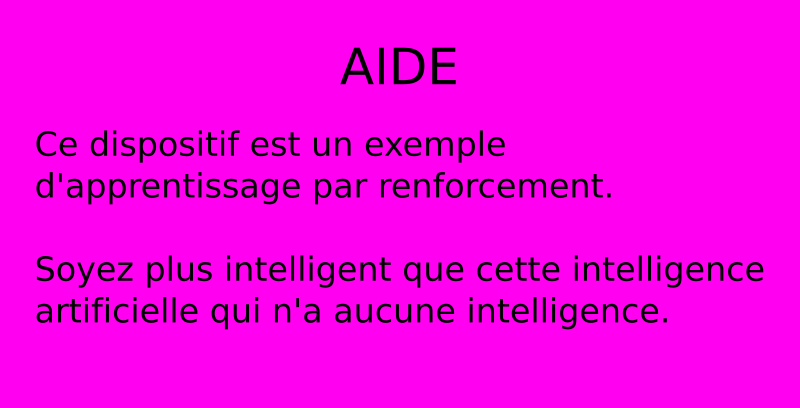 AIDE
Ce dispositif est un exemple
d'apprentissage par renforcement.
Soyez plus intelligent que cette intelligence
artificielle qui n'a aucune intelligence.